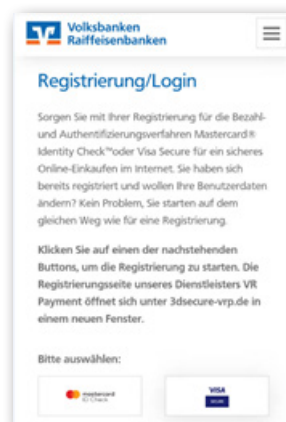 Volksbanken
Raiffeisenbanken
Registrierung/Login
Sorgen Sie mit Ihrer Registrierung für die Bezahl-
und Authentifizierungsverfahren Mastercard®
Identity Check™oder Visa Secure für ein sicheres
Online-Einkaufen im Internet. Sie haben sich
bereits registriert und wollen Ihre Benutzerdaten
ändern? Kein Problem, Sie starten auf dem
gleichen Weg wie für eine Registrierung.
Klicken Sie auf einen der nachstehenden
Buttons, um die Registrierung zu starten. Die
Registrierungsseite unseres Dienstleisters VR
Payment öffnet sich unter 3dsecure-vrp.de in
einem neuen Fenster.
Bitte auswählen:
mastercard
ID Check
VISA
SECURE